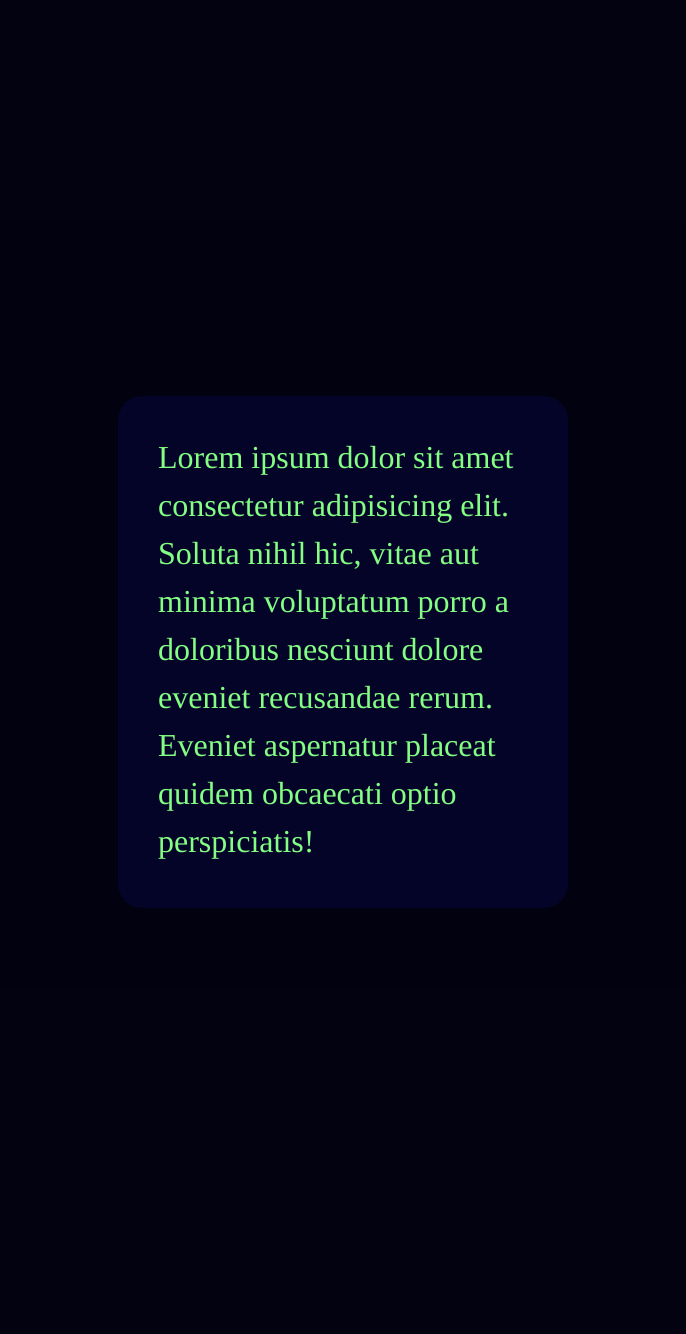 Lorem ipsum dolor sit amet
consectetur adipisicing elit.
Soluta nihil hic, vitae aut
minima voluptatum porro a
doloribus nesciunt dolore
eveniet recusandae rerum.
Eveniet aspernatur placeat
quidem obcaecati optio
perspiciatis!